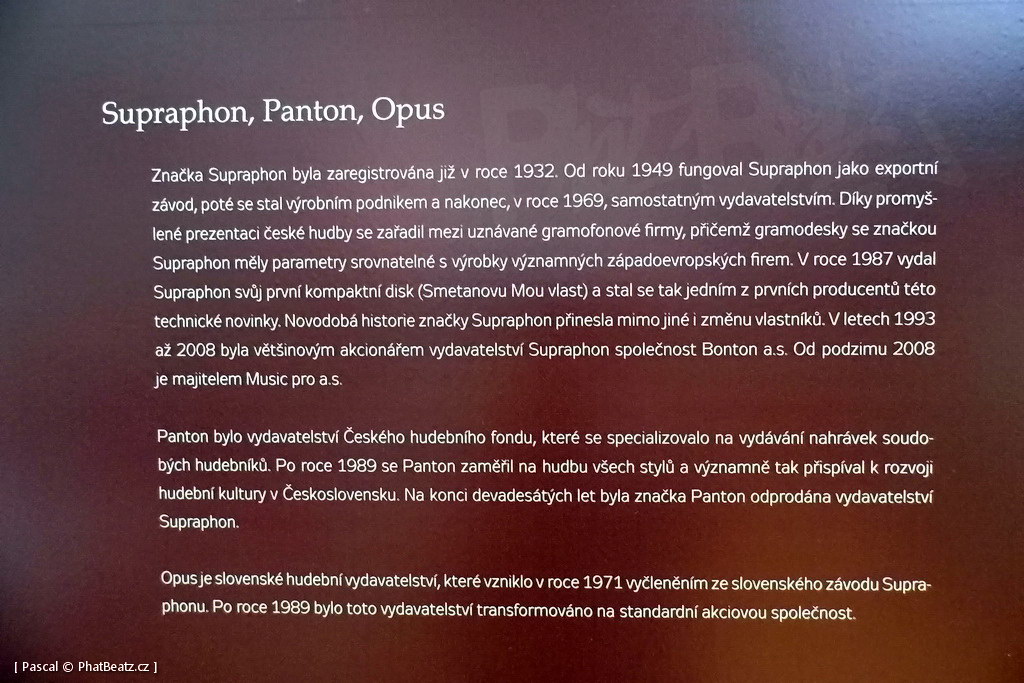 Supraphon, Panton, Opus
Značka Supraphon byla zaregistrována již v roce 1932. Od roku 1949 fungoval Supraphon jako exportní
závod, poté se stal výrobním podnikem a nakonec, v roce 1969, samostatným vydavatelstvím. Díky promyš-
lené prezentaci české hudby se zařadil mezi uznávané gramofonové firmy, přičemž gramodesky se značkou
Supraphon měly parametry srovnatelné s výrobky významných západoevropských firem. V roce 1987 vydal
Supraphon svůj první kompaktní disk (Smetanovu Mou vlast) a stal se tak jedním z prvních producentů této
technické novinky. Novodobá historie značky Supraphon přinesla mimo jiné i změnu vlastníků. V letech 1993
až 2008 byla většinovým akcionářem vydavatelství Supraphon společnost Bonton a.s. Od podzimu 2008
je majitelem Music pro a.s.
Panton bylo vydavatelství Českého hudebního fondu, které se specializovalo na vydávání nahrávek soudo-
bých hudebníků. Po roce 1989 se Panton zaměřil na hudbu všech stylů a významně tak přispíval k rozvoji
hudební kultury v Československu. Na konci devadesátých let byla značka Panton odprodána vydavatelství
Supraphon.
Opus je slovenské hudební vydavatelství, které vzniklo v roce 1971 vyčleněním ze slovenského závodu Supra-
phonu. Po roce 1989 bylo toto vydavatelství transformováno na standardní akciovou společnost.
[ Pascal © PhatBeatz.cz ]